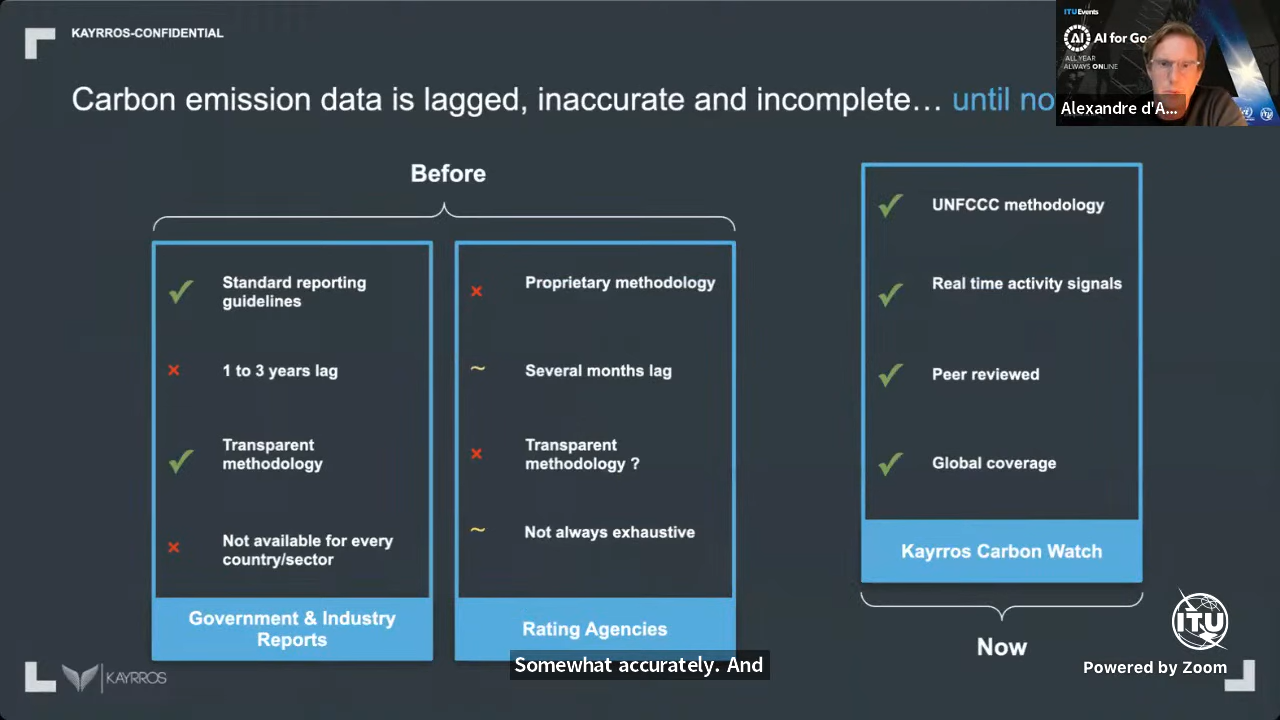 KAYRROS-CONFIDENTIAL
Carbon emission data is lagged, inaccurate and incomplete… until no
ITUEvents
AI
AI for Go
ALL YEAR
ALWAYS ONLINE
Alexandre d'A...
Before
Standard reporting
guidelines
1 to 3 years lag
Transparent
methodology
Not available for every
country/sector
Government & Industry
Reports
Proprietary methodology
~ Several months lag
Transparent
methodology ?
~ Not always exhaustive
Rating Agencies
UNFCCC methodology
Real time activity signals
Peer reviewed
Global coverage
Kayrros Carbon Watch
Now
Somewhat accurately. And
KAYRROS
ITU
Powered by Zoom